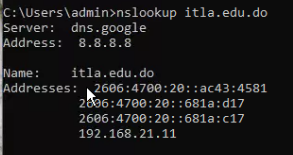 C:\Users\admin>nslookup itla.edu.do
Server:  dns.google
Address:  8.8.8.8
Name:    itla.edu.do
Addresses:  2606:4700:20::ac43:4581
2606:4700:20::681a:d17
2606:4700:20::681a:c17
192.168.21.11